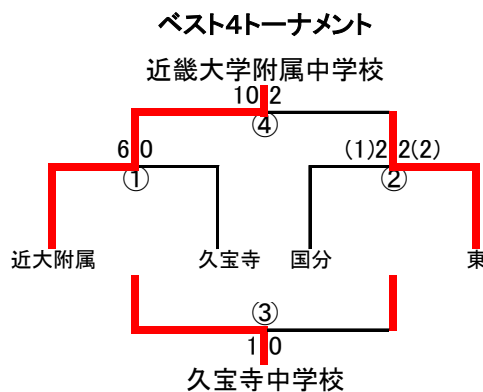 ベスト4トーナメント
近畿大学附属中学校
10 2
④
6 0 (1)2 2(2)
① ②
近大附属 久宝寺 国分 東
③
1 0
久宝寺中学校